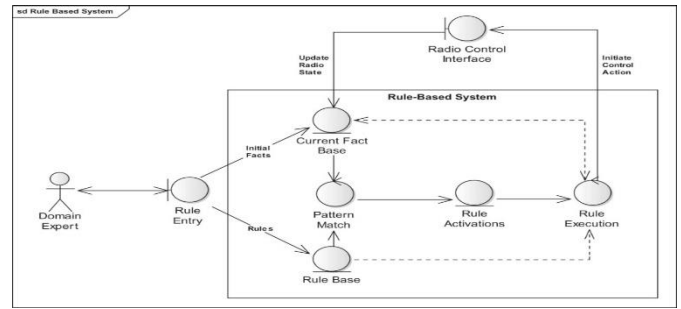 sd Rule Based System
Radio Control
Interface
Update
Radio
State
Initiate
Control
Action
Rule-Based System
Initial
Facts
Current Fact
Base
Domain
Expert
Rule
Entry
Pattern
Match
Rule
Activations
Rule
Execution
Rules
Rule Base